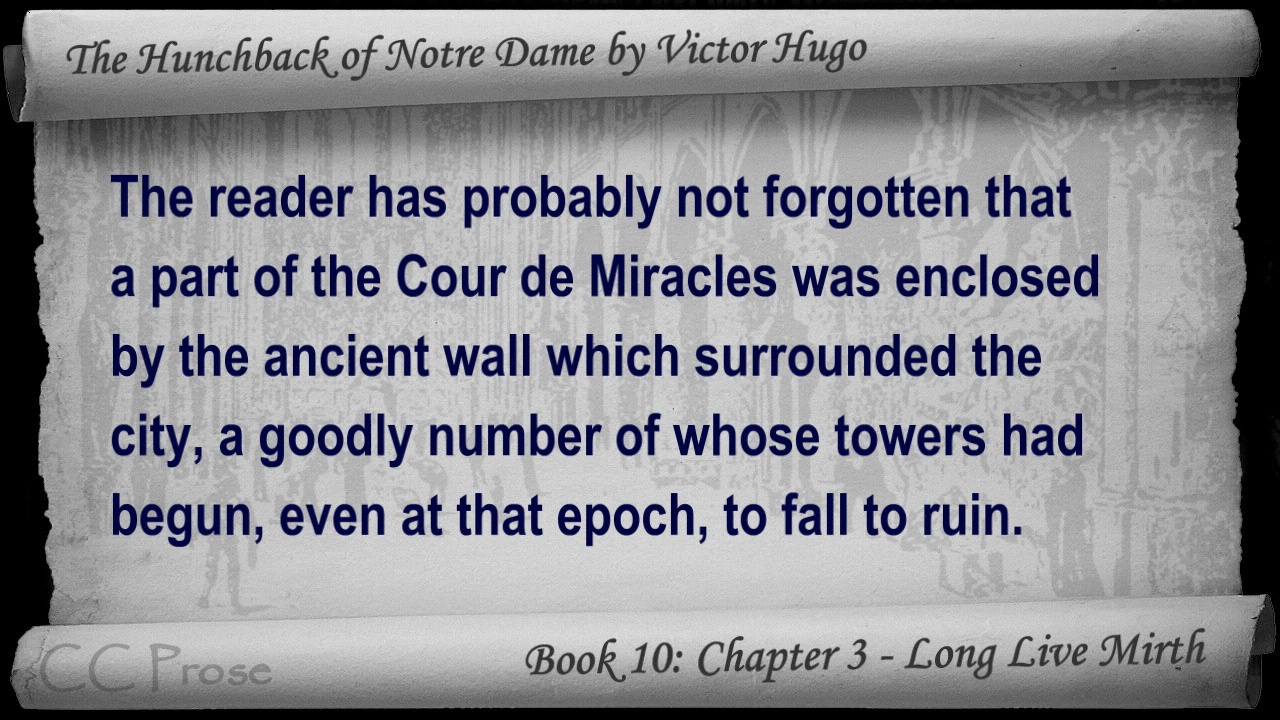 The Hunchback of Notre Dame by Victor Hugo
The reader has probably not forgotten that
a part of the Cour de Miracles was enclosed
by the ancient wall which surrounded the
city, a goodly number of whose towers had
begun, even at that epoch, to fall to ruin.
CC Prose
Book 10: Chapter 3 - Long Live Mirth